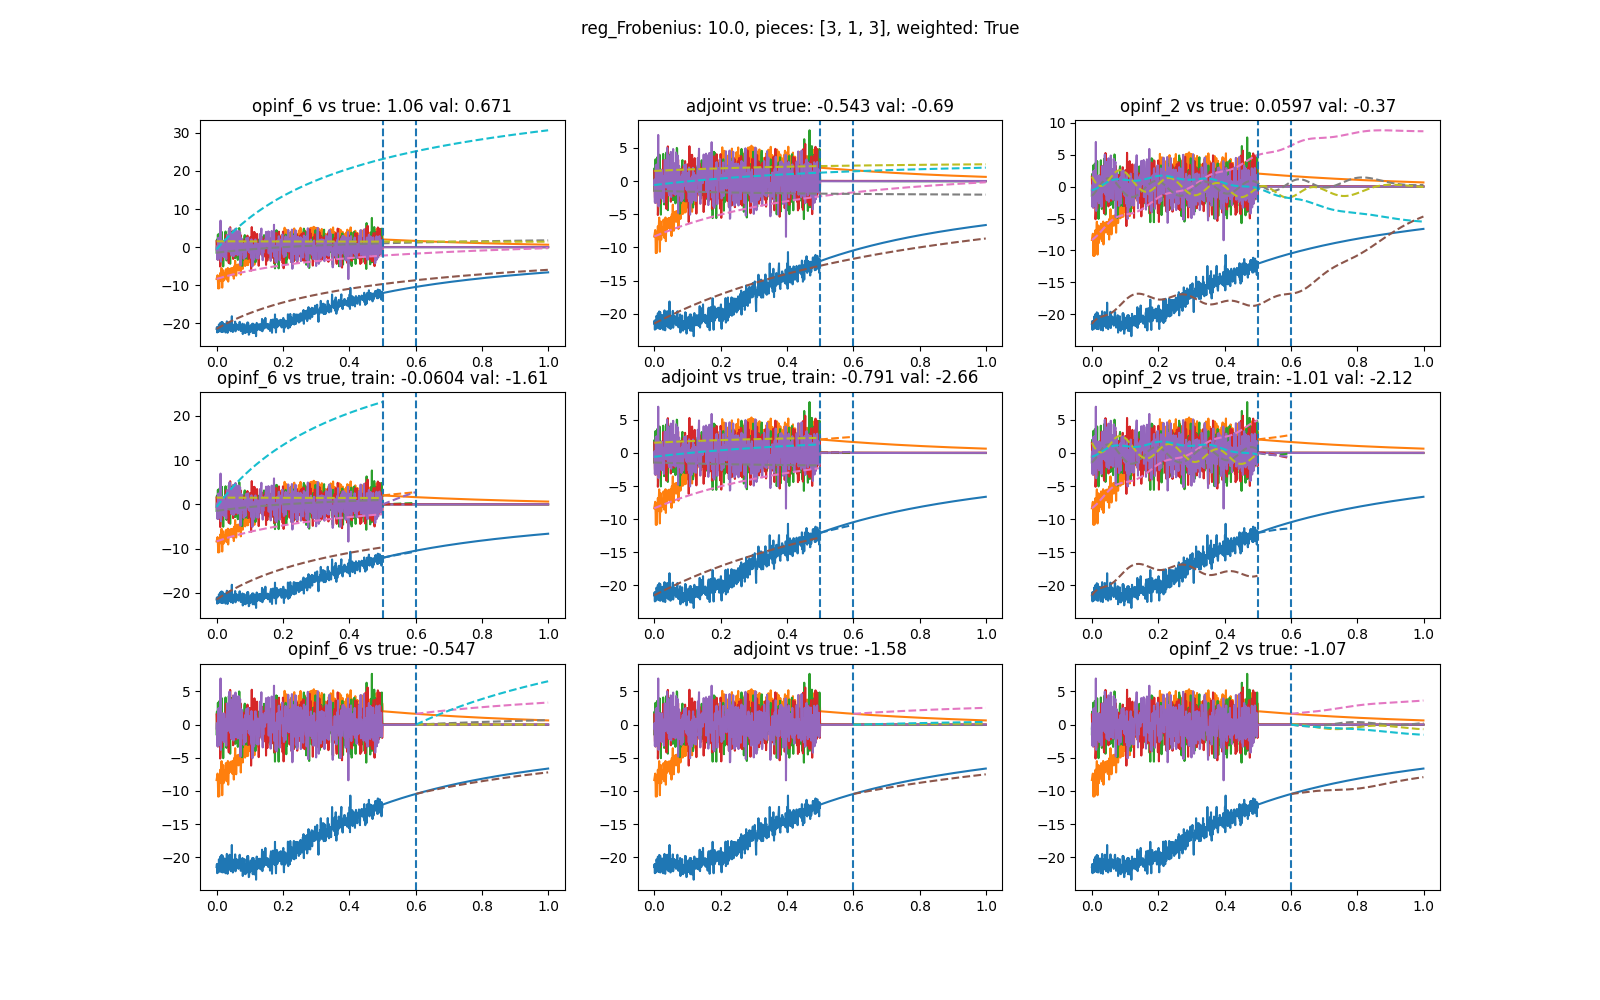 reg_Frobenius: 10.0, pieces: [3, 1, 3], weighted: True
opinf_6 vs true: 1.06 val: 0.671
adjoint vs true: -0.543 val: -0.69
opinf_2 vs true: 0.0597 val: -0.37
30
20
10
0
−10
−20
0.0 0.2 0.4 0.6 0.8 1.0
5
0
−5
−10
−15
−20
0.0 0.2 0.4 0.6 0.8 1.0
10
5
0
−5
−10
−15
−20
0.0 0.2 0.4 0.6 0.8 1.0
opinf_6 vs true, train: -0.0604 val: -1.61
adjoint vs true, train: -0.791 val: -2.66
opinf_2 vs true, train: -1.01 val: -2.12
20
10
0
−10
−20
0.0 0.2 0.4 0.6 0.8 1.0
5
0
−5
−10
−15
−20
0.0 0.2 0.4 0.6 0.8 1.0
5
0
−5
−10
−15
−20
0.0 0.2 0.4 0.6 0.8 1.0
opinf_6 vs true: -0.547
adjoint vs true: -1.58
opinf_2 vs true: -1.07
5
0
−5
−10
−15
−20
0.0 0.2 0.4 0.6 0.8 1.0
5
0
−5
−10
−15
−20
0.0 0.2 0.4 0.6 0.8 1.0
5
0
−5
−10
−15
−20
0.0 0.2 0.4 0.6 0.8 1.0